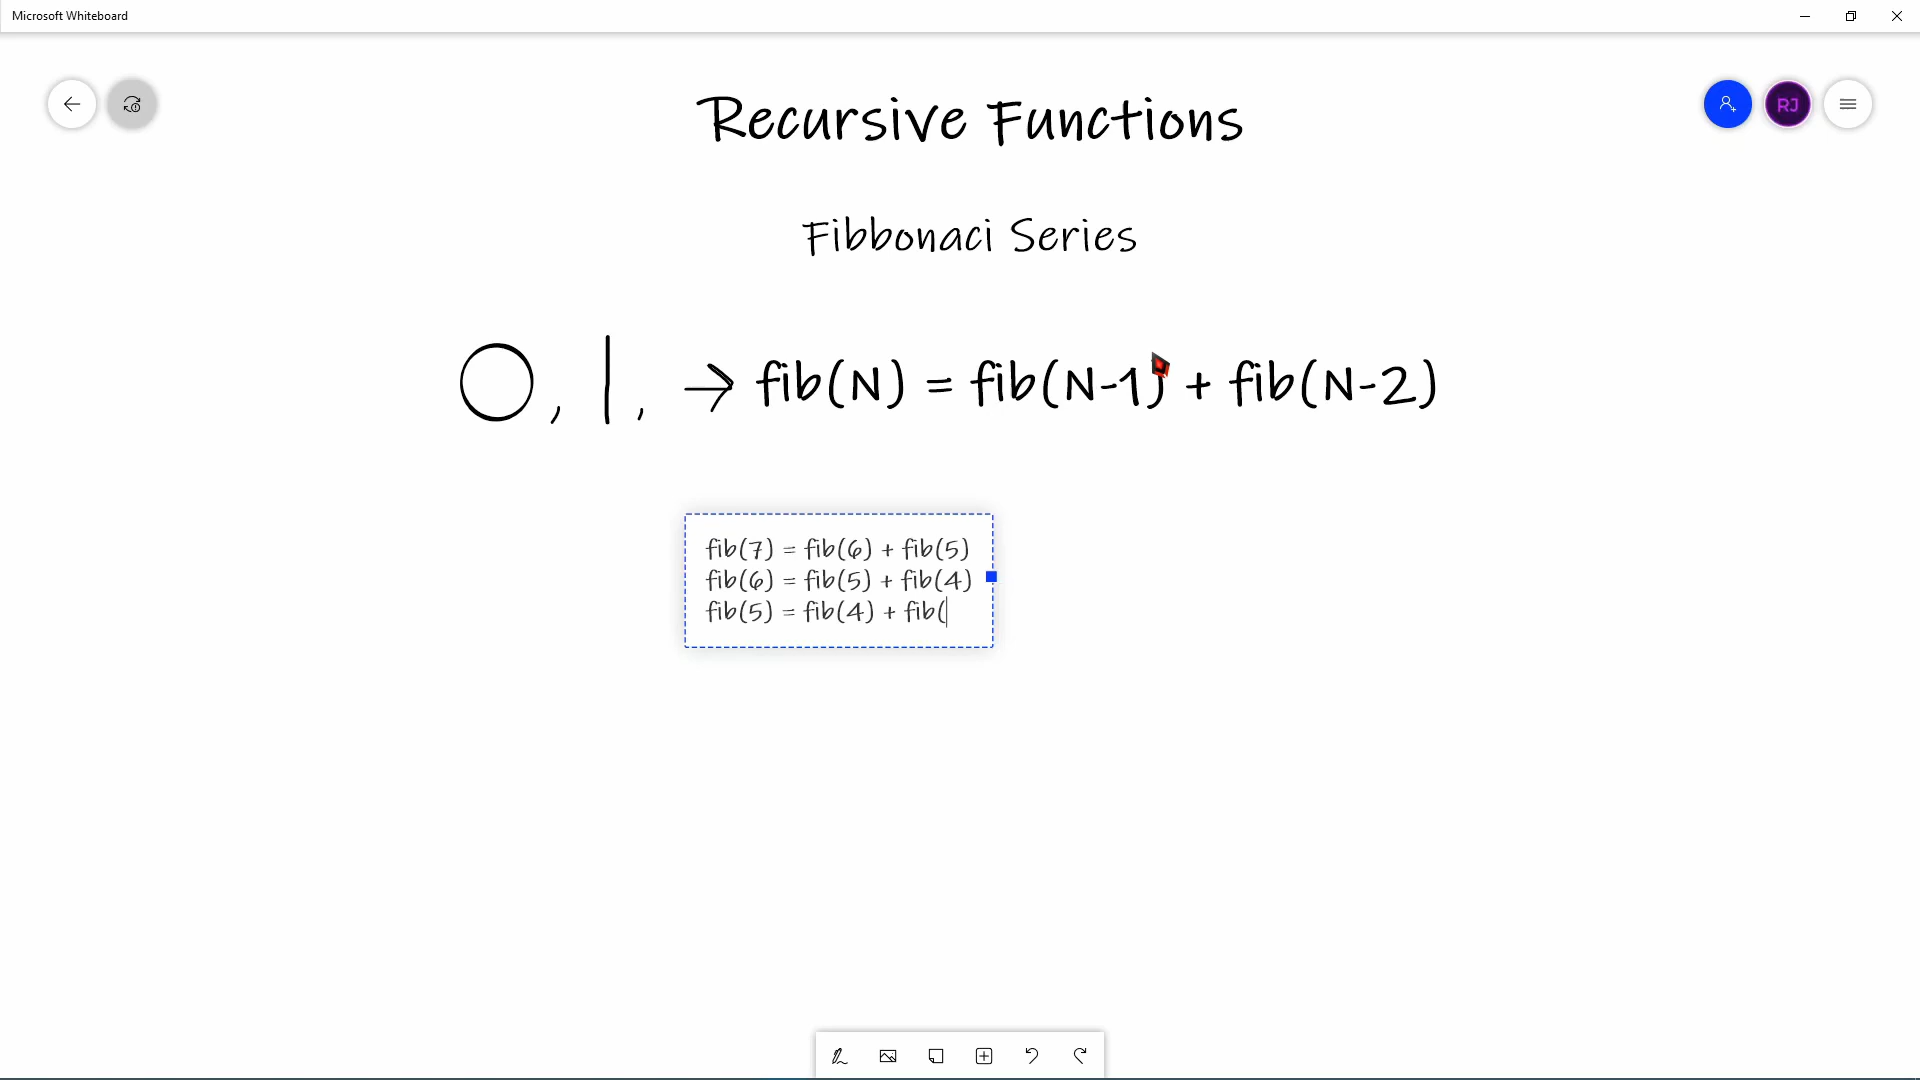 Microsoft Whiteboard
RJ
Recursive Functions
Fibbonaci Series
0, 1, → fib(N) = fib(N-1) + fib(N-2)
fib(7) = fib(6) + fib(5)
fib(6) = fib(5) + fib(4)
fib(5) = fib(4) + fib(